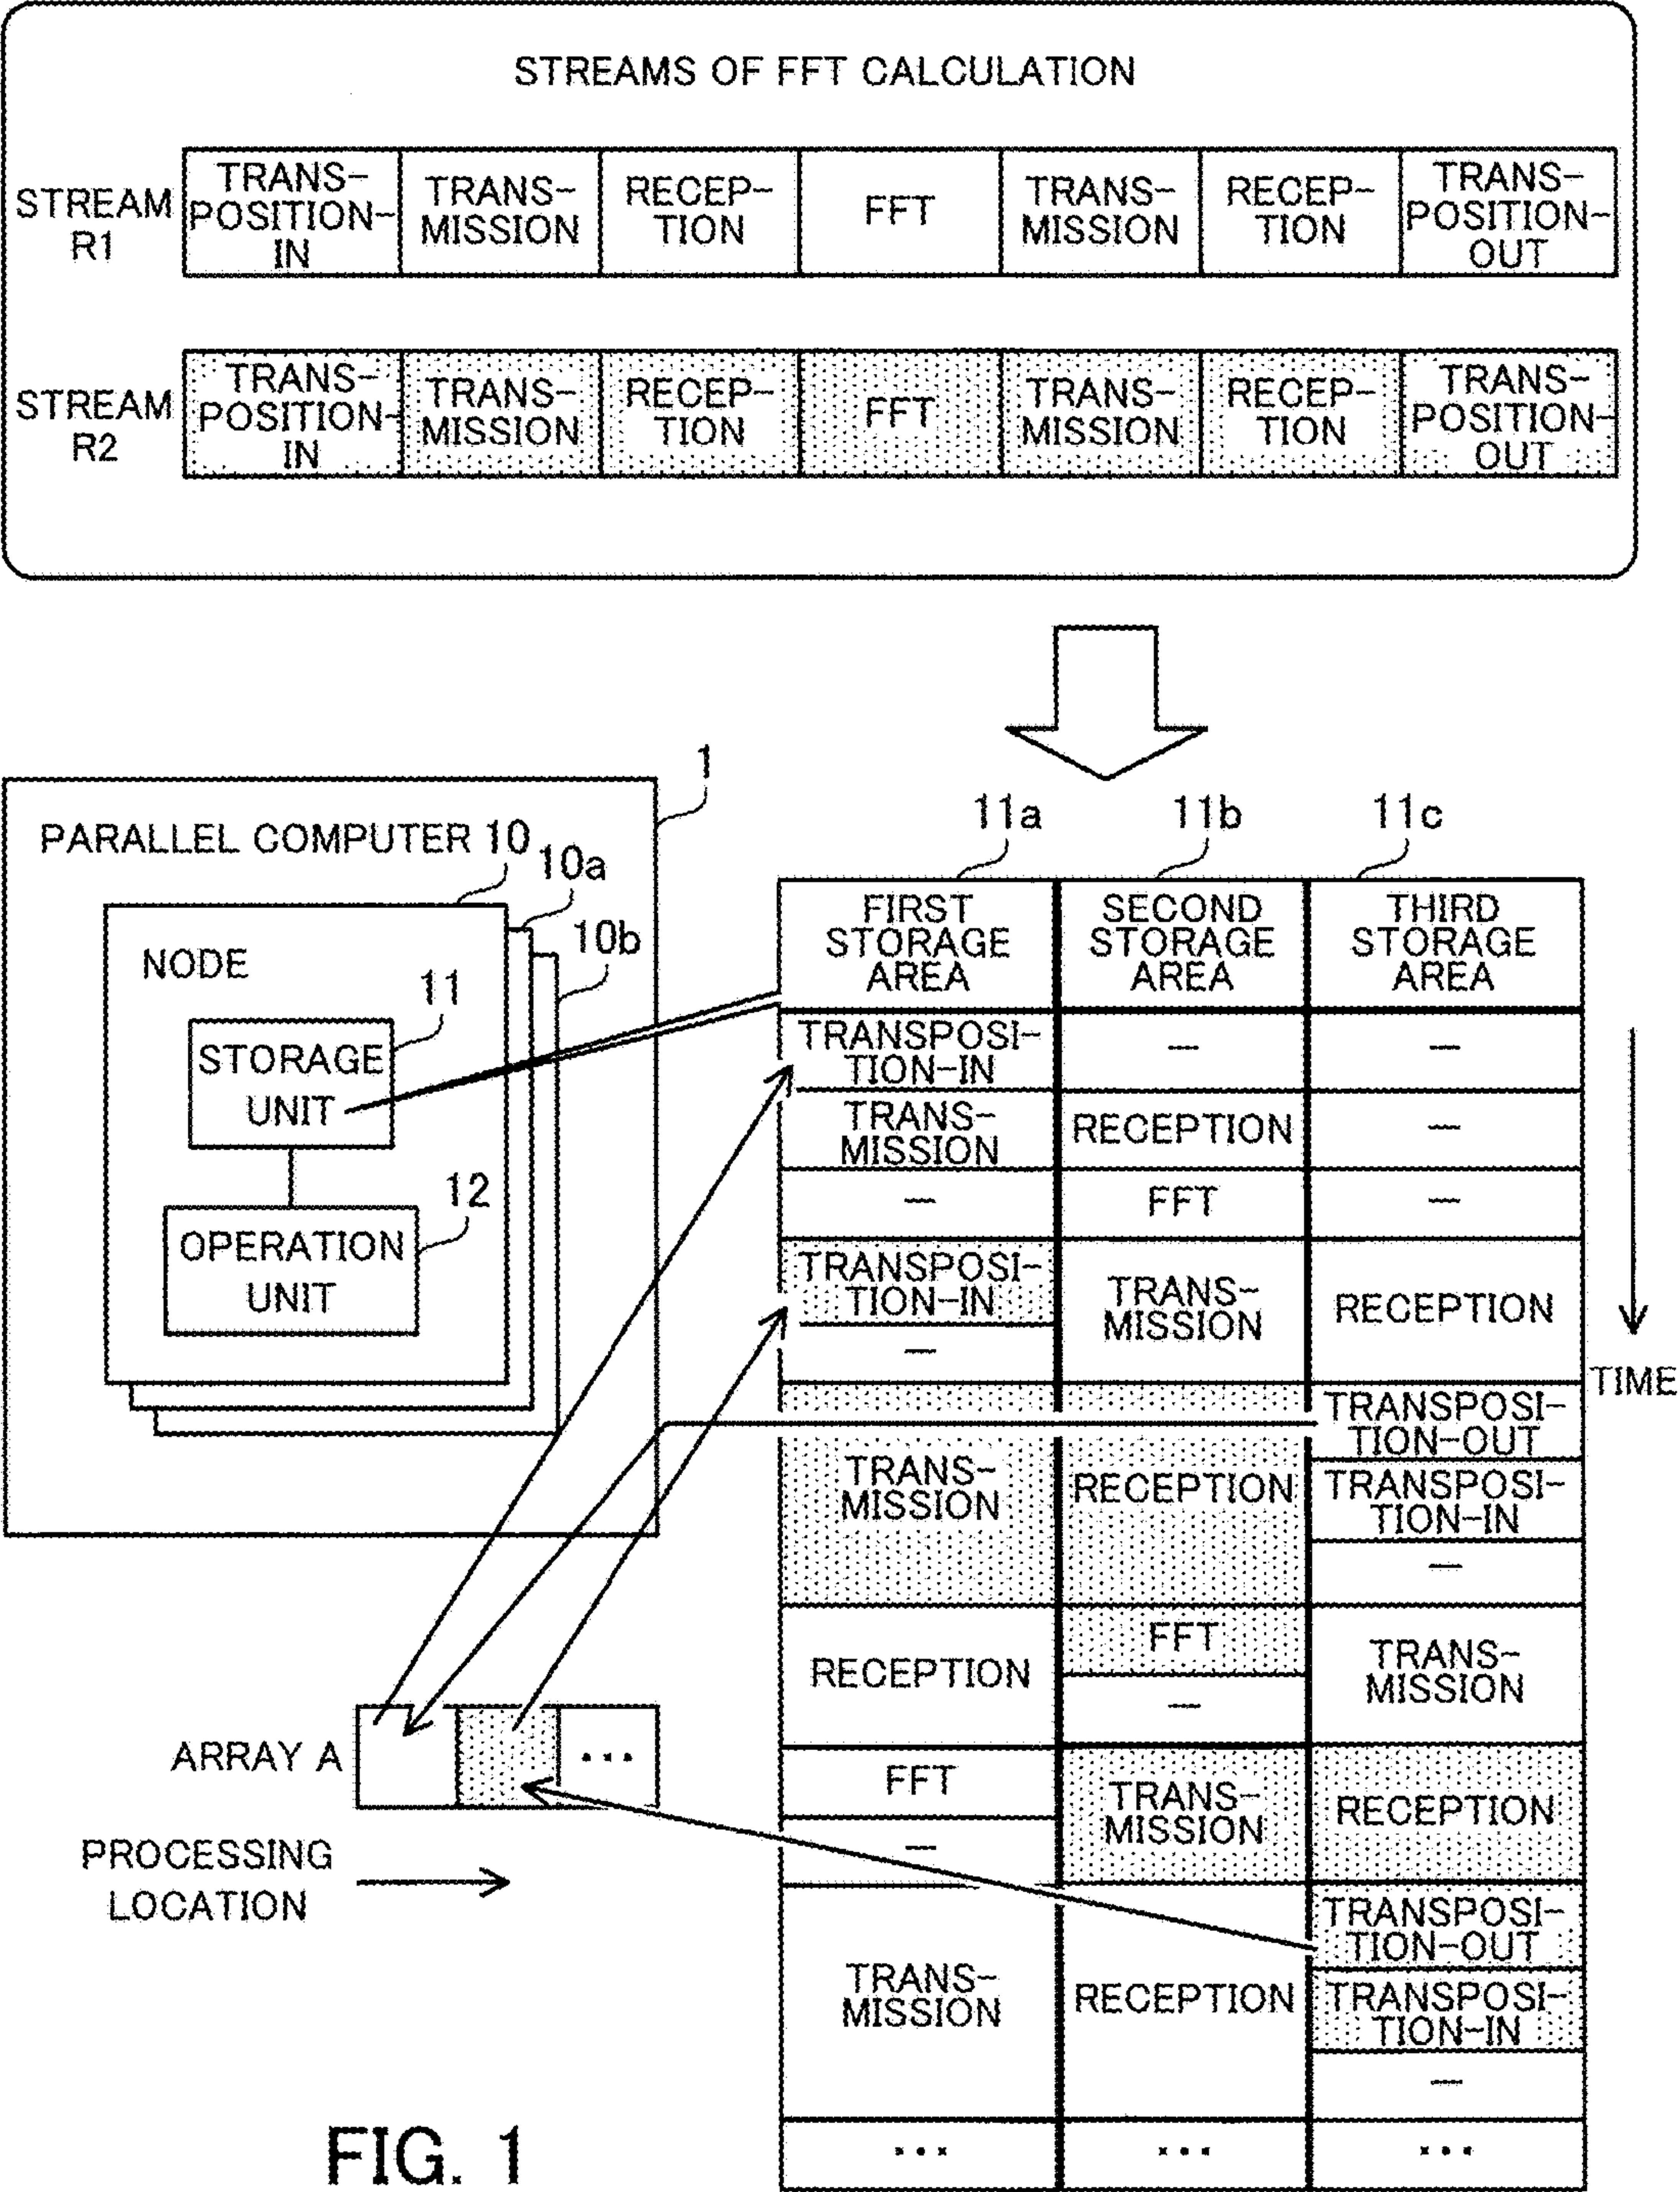 STREAMS OF FFT CALCULATION
STREAM
R1
TRANS-
POSITION-
IN
TRANS-
MISSION
RECEP-
TION
FFT
TRANS-
MISSION
RECEP-
TION
TRANS-
POSITION-
OUT
STREAM
R2
TRANS-
POSITION-
IN
TRANS-
MISSION
RECEP-
TION
FFT
TRANS-
MISSION
RECEP-
TION
TRANS-
POSITION-
OUT
1
PARALLEL COMPUTER 10
10a
10b
NODE
11
STORAGE
UNIT
12
OPERATION
UNIT
11a
11b
11c
FIRST
STORAGE
AREA
SECOND
STORAGE
AREA
THIRD
STORAGE
AREA
TRANSPOSI-
TION-IN
—
—
TRANS-
MISSION
RECEPTION
—
—
FFT
—
TRANSPOSI-
TION-IN
—
TRANS-
MISSION
RECEPTION
TIME
TRANS-
MISSION
RECEPTION
TRANSPOSI-
TION-OUT
TRANSPOSI-
TION-IN
—
RECEPTION
FFT
—
TRANS-
MISSION
FFT
—
TRANS-
MISSION
RECEPTION
TRANS-
MISSION
RECEPTION
TRANSPOSI-
TION-OUT
TRANSPOSI-
TION-IN
—
...
...
...
ARRAY A
...
PROCESSING
LOCATION
FIG. 1